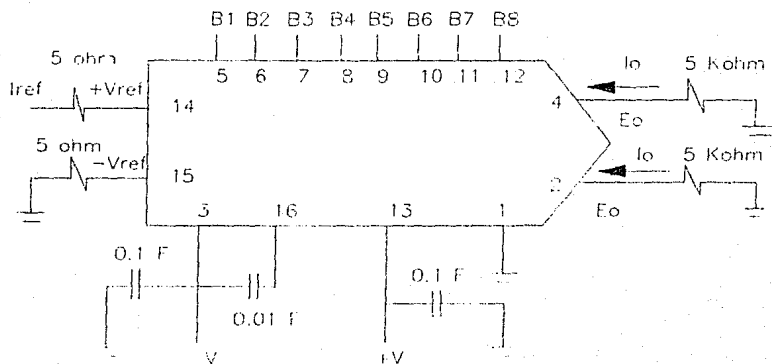 B1 B2 B3 B4 B5 B6 B7 B8
5 ohm
Iref
+Vref
5 6 7 8 9 10 11 12
14
4
Io
5 Kohm
Eo
5 ohm
-Vref
15
2
Io
5 Kohm
Eo
3 16 13 1
0.1 F
0.01 F
0.1 F
V
+V